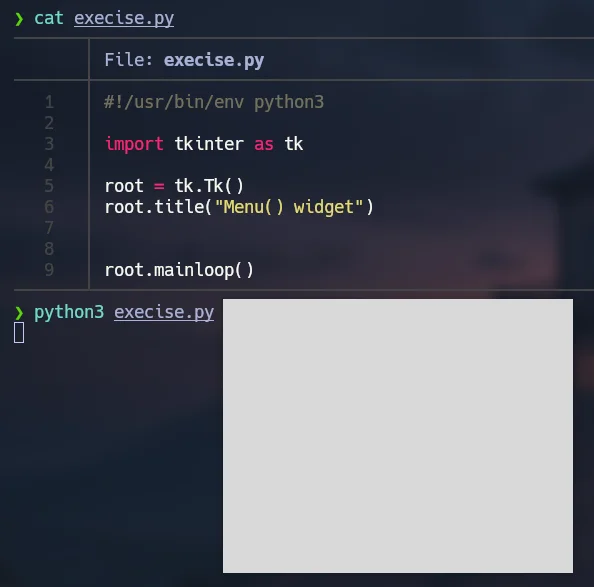 ❯ cat execise.py
File: execise.py
1 #!/usr/bin/env python3
2
3 import tkinter as tk
4
5 root = tk.Tk()
6 root.title("Menu() widget")
7
8
9 root.mainloop()
❯ python3 execise.py